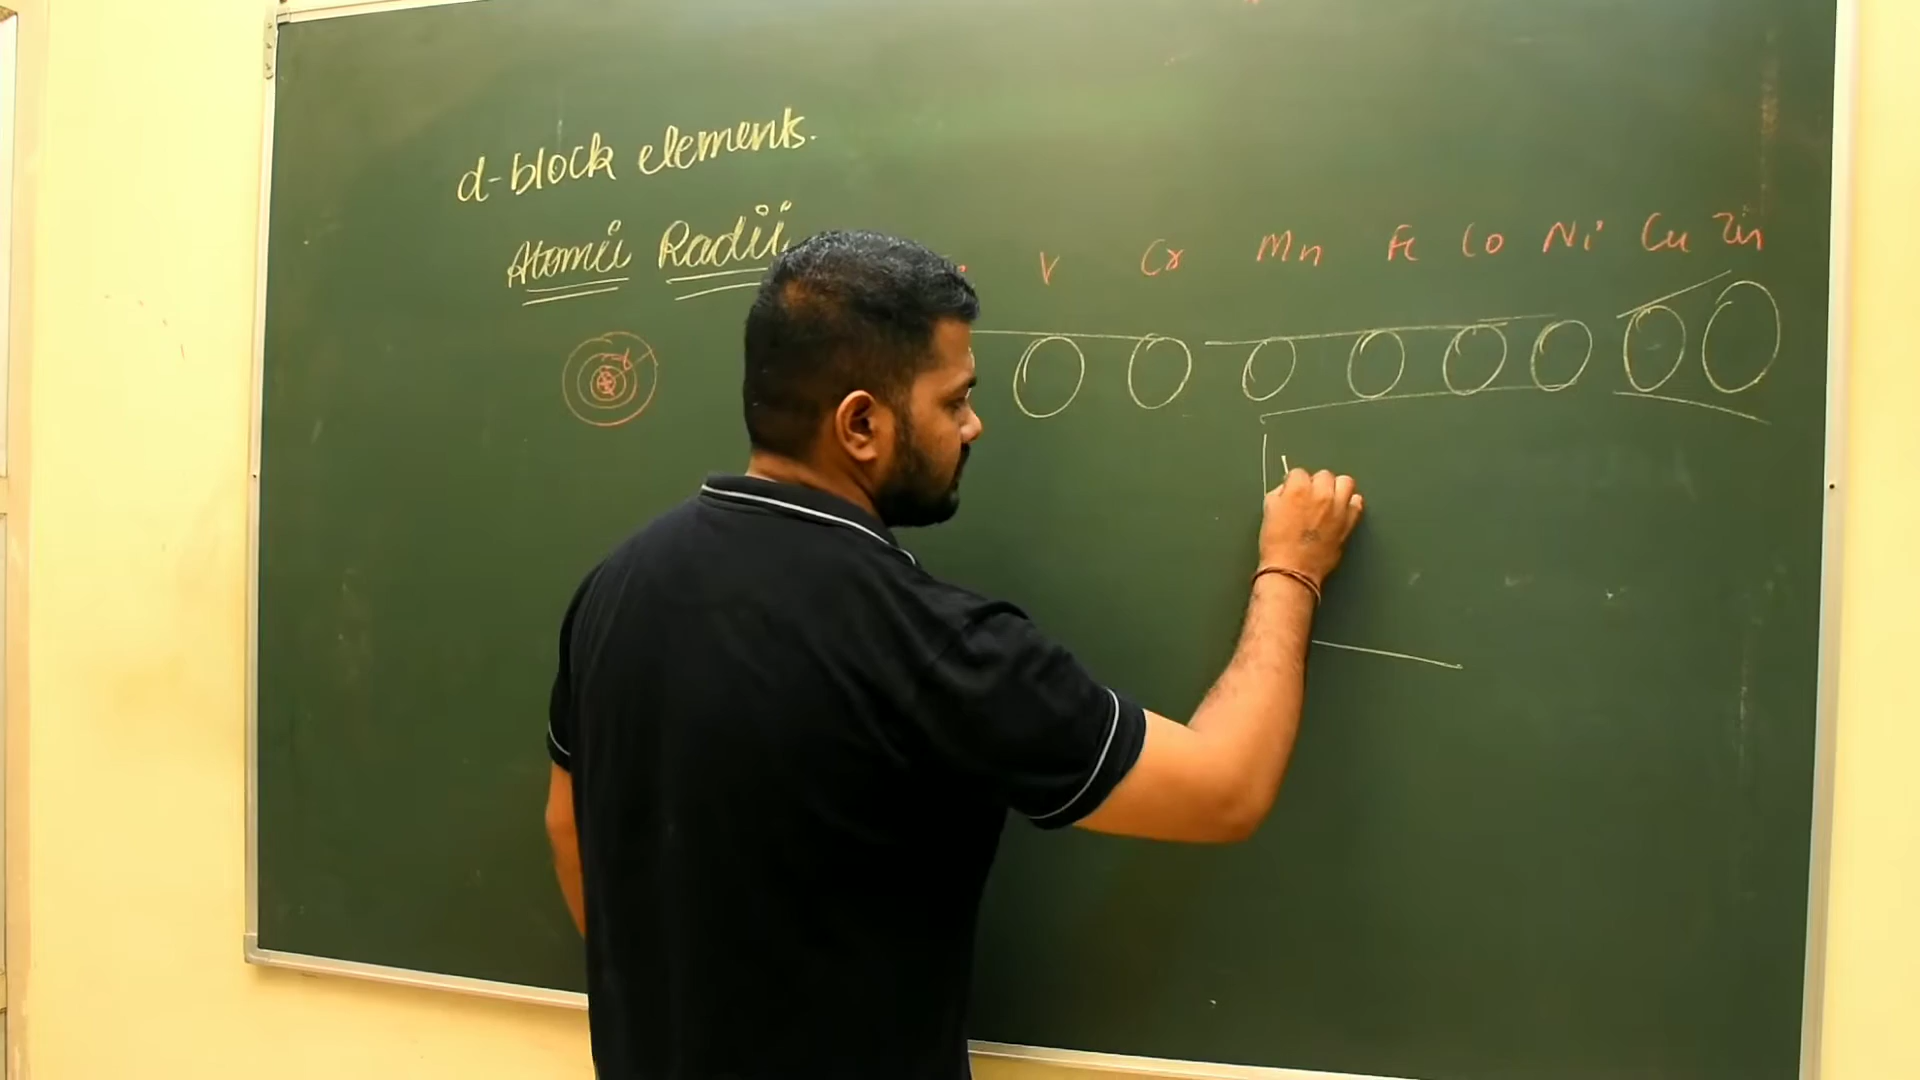 d-block elements.
Atomic Radii
V Cr Mn Fe Co Ni Cu Zn